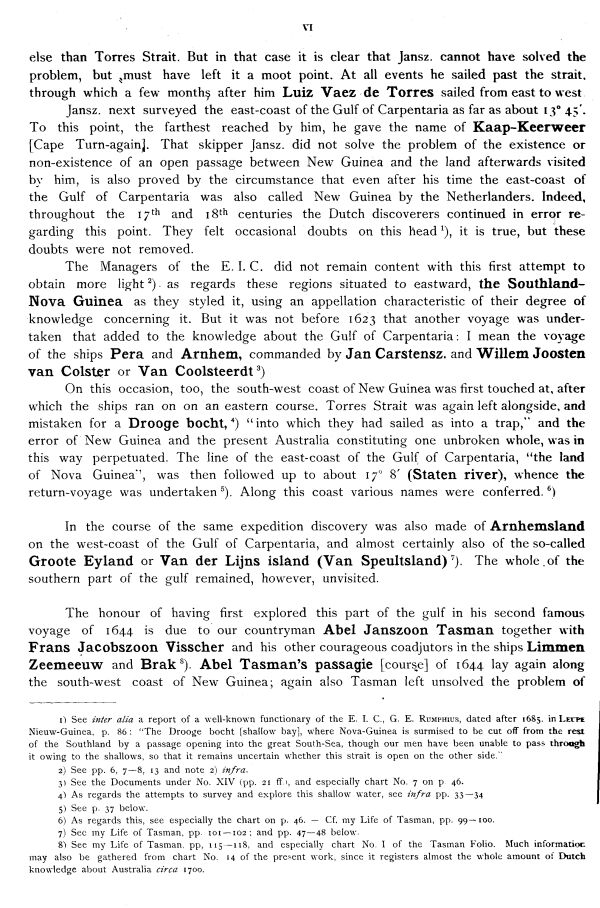 VI
else than Torres Strait. But in that case it is clear that Jansz. cannot have solved the
problem, but must have left it a moot point. At all events he sailed past the strait,
through which a few months after him Luiz Vaez de Torres sailed from east to west
Jansz. next surveyed the east-coast of the Gulf of Carpentaria as far as about 13° 45′.
To this point, the farthest reached by him, he gave the name of Kaap-Keerweer
[Cape Turn-again]. That skipper Jansz. did not solve the problem of the existence or
non-existence of an open passage between New Guinea and the land afterwards visited
by him, is also proved by the circumstance that even after his time the east-coast of
the Gulf of Carpentaria was also called New Guinea by the Netherlanders. Indeed,
throughout the 17th and 18th centuries the Dutch discoverers continued in error re-
garding this point. They felt occasional doubts on this head ¹), it is true, but these
doubts were not removed.
The Managers of the E. I. C. did not remain content with this first attempt to
obtain more light ²) as regards these regions situated to eastward, the Southland-
Nova Guinea as they styled it, using an appellation characteristic of their degree of
knowledge concerning it. But it was not before 1623 that another voyage was under-
taken that added to the knowledge about the Gulf of Carpentaria: I mean the voyage
of the ships Pera and Arnhem, commanded by Jan Carstensz. and Willem Joosten
van Colster or Van Coolsteerdt ³)
On this occasion, too, the south-west coast of New Guinea was first touched at, after
which the ships ran on on an eastern course. Torres Strait was again left alongside, and
mistaken for a Drooge bocht, ⁴) "into which they had sailed as into a trap," and the
error of New Guinea and the present Australia constituting one unbroken whole, was in
this way perpetuated. The line of the east-coast of the Gulf of Carpentaria, "the land
of Nova Guinea", was then followed up to about 17° 8′ (Staten river), whence the
return-voyage was undertaken ⁵). Along this coast various names were conferred. ⁶)
In the course of the same expedition discovery was also made of Arnhemsland
on the west-coast of the Gulf of Carpentaria, and almost certainly also of the so-called
Groote Eyland or Van der Lijns island (Van Speultsland) ⁷). The whole of the
southern part of the gulf remained, however, unvisited.
The honour of having first explored this part of the gulf in his second famous
voyage of 1644 is due to our countryman Abel Janszoon Tasman together with
Frans Jacobszoon Visscher and his other courageous coadjutors in the ships Limmen
Zeemeeuw and Brak ⁸). Abel Tasman's passagie [course] of 1644 lay again along
the south-west coast of New Guinea; again also Tasman left unsolved the problem of
1) See inter alia a report of a well-known functionary of the E. I. C., G. E. RUMPHIUS, dated after 1685. in LEUPE
Nieuw-Guinea, p. 86: "The Drooge bocht [shallow bay], where Nova-Guinea is surmised to be cut off from the rest
of the Southland by a passage opening into the great South-Sea, though our men have been unable to pass through
it owing to the shallows, so that it remains uncertain whether this strait is open on the other side."
2) See pp. 6, 7—8, 13 and note 2) infra.
3) See the Documents under No. XIV (pp. 21 ff), and especially chart No. 7 on p 46.
4) As regards the attempts to survey and explore this shallow water, see infra pp. 33—34
5) See p. 37 below.
6) As regards this, see especially the chart on p. 46. — Cf. my Life of Tasman, pp. 99—100.
7) See my Life of Tasman, pp. 101—102; and pp. 47—48 below.
8) See my Life of Tasman, pp, 115—118, and especially chart No I of the Tasman Folio. Much information
may also be gathered from chart No. 14 of the present work, since it registers almost the whole amount of Dutch
knowledge about Australia circa 1700.